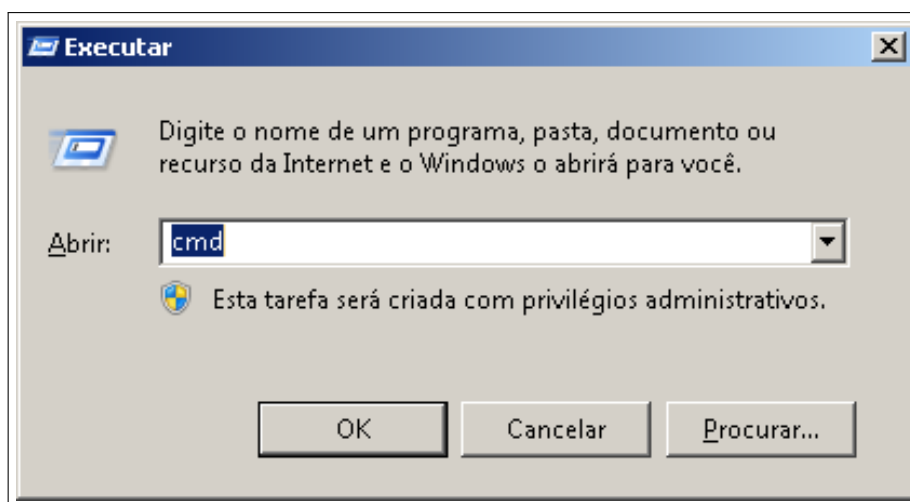 Executar
Digite o nome de um programa, pasta, documento ou
recurso da Internet e o Windows o abrirá para você.
Abrir: cmd
Esta tarefa será criada com privilégios administrativos.
OK Cancelar Procurar...